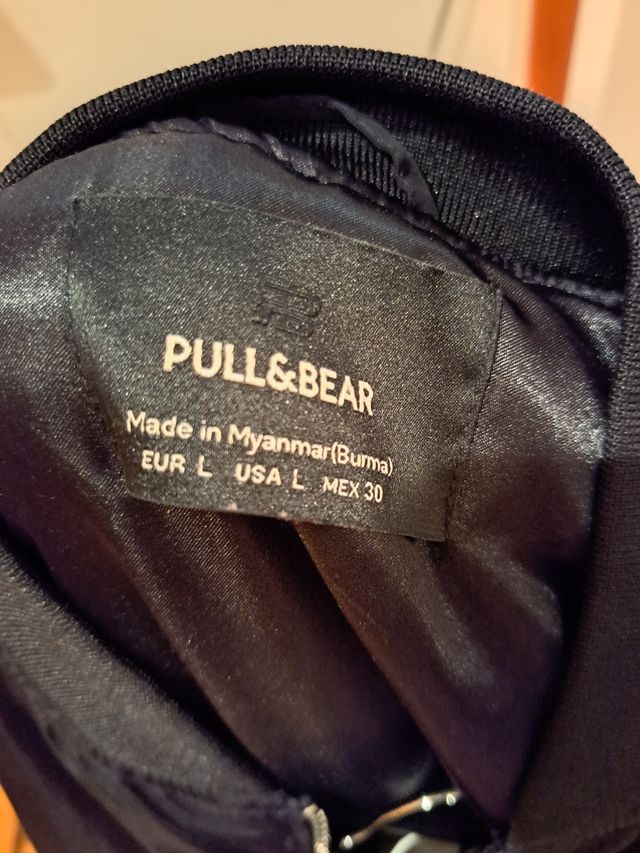 PULL&BEAR
Made in Myanmar(Burma)
EUR L USA L MEX 30